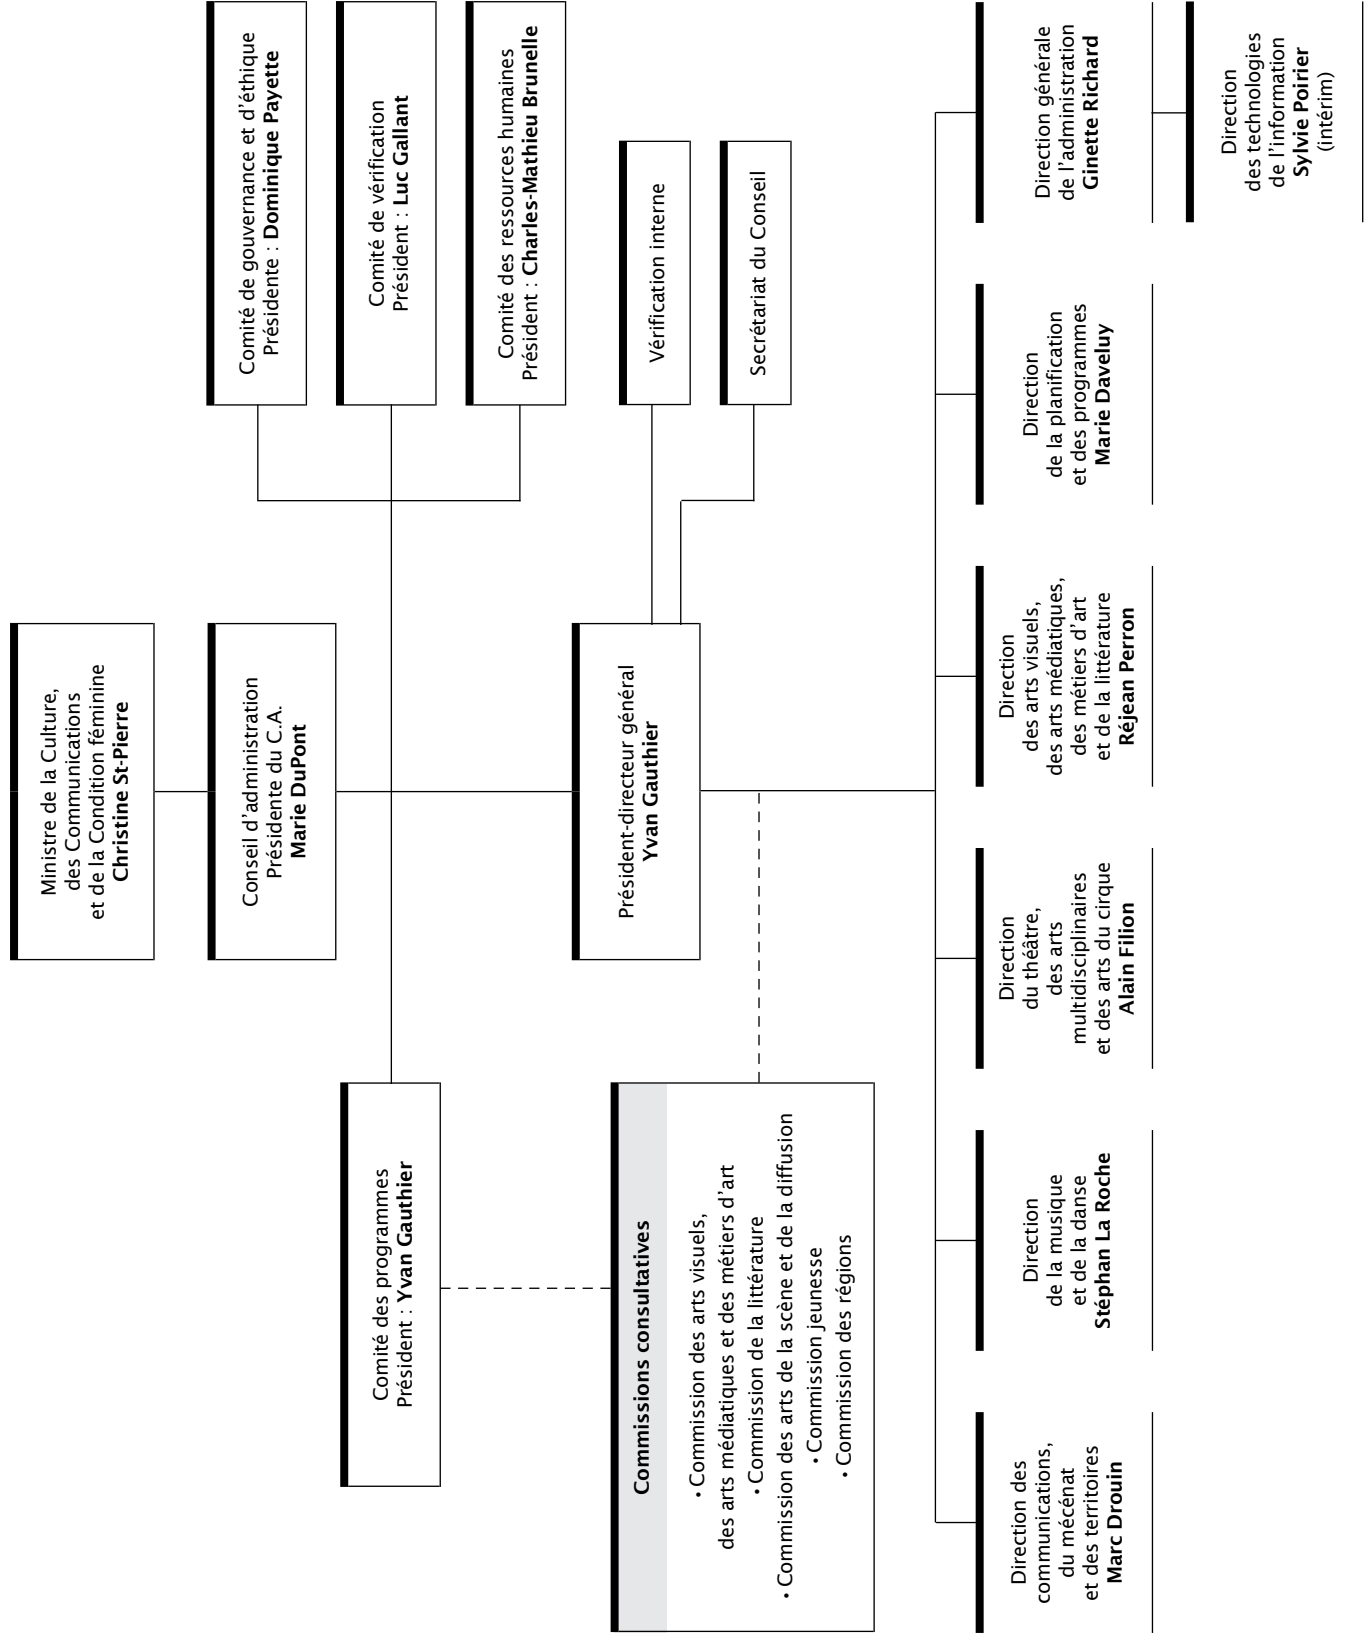 Ministre de la Culture,
des Communications
et de la Condition féminine
Christine St-Pierre
Conseil d'administration
Présidente du C.A.
Marie DuPont
Comité de gouvernance et d'éthique
Présidente : Dominique Payette
Comité de vérification
Président : Luc Gallant
Comité des ressources humaines
Président : Charles-Mathieu Brunelle
Comité des programmes
Président : Yvan Gauthier
Président-directeur général
Yvan Gauthier
Vérification interne
Secrétariat du Conseil
Commissions consultatives
• Commission des arts visuels,
des arts médiatiques et des métiers d'art
• Commission de la littérature
• Commission des arts de la scène et de la diffusion
• Commission jeunesse
• Commission des régions
Direction des
communications,
du mécénat
et des territoires
Marc Drouin
Direction
de la musique
et de la danse
Stéphan La Roche
Direction
du théâtre,
des arts
multidisciplinaires
et des arts du cirque
Alain Filion
Direction
des arts visuels,
des arts médiatiques,
des métiers d'art
et de la littérature
Réjean Perron
Direction
de la planification
et des programmes
Marie Daveluy
Direction générale
de l'administration
Ginette Richard
Direction
des technologies
de l'information
Sylvie Poirier
(intérim)